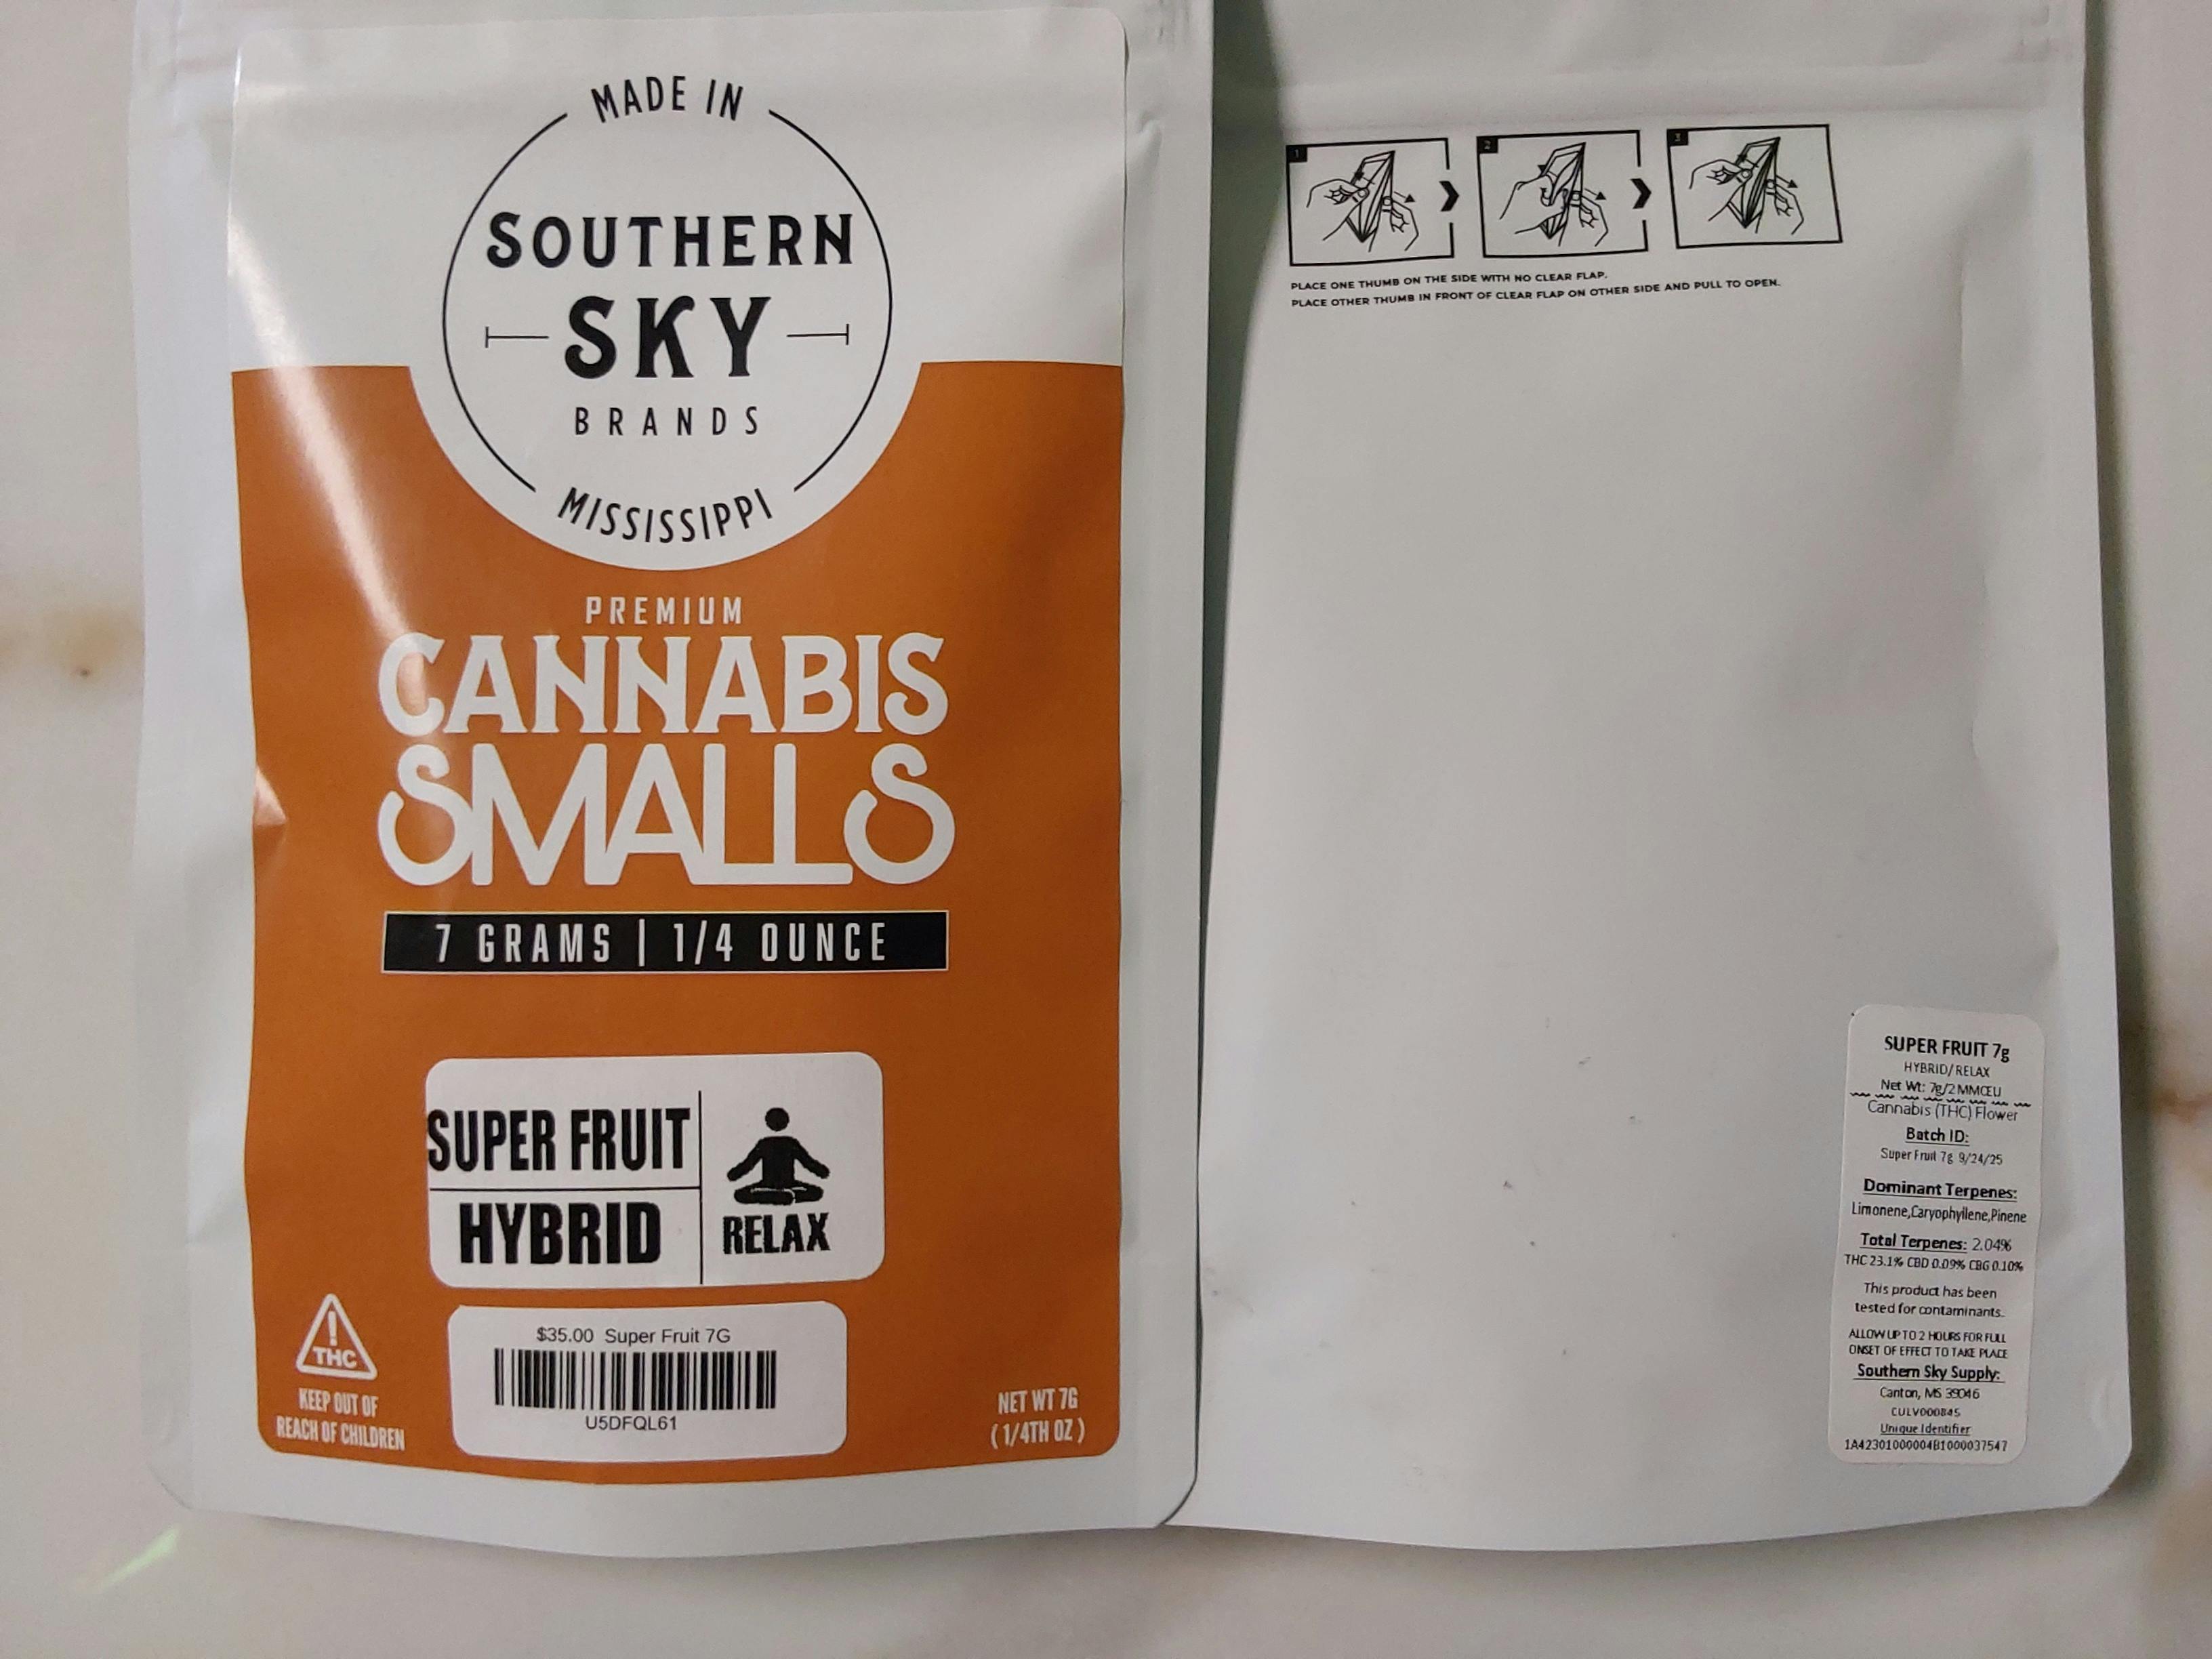 MADE IN
SOUTHERN
SKY
BRANDS
MISSISSIPPI
PREMIUM
CANNABIS
SMALLS
7 GRAMS | 1/4 OUNCE
SUPER FRUIT
HYBRID
RELAX
$35.00 Super Fruit 7G
U5DFQL61
THC
KEEP OUT OF
REACH OF CHILDREN
NET WT 7G
(1/4TH OZ)
1
2
3
PLACE ONE THUMB ON THE SIDE WITH NO CLEAR FLAP.
PLACE OTHER THUMB IN FRONT OF CLEAR FLAP ON OTHER SIDE AND PULL TO OPEN.
SUPER FRUIT 7g
HYBRID/RELAX
Net Wt: 7g/2 MMCEU
Cannabis (THC) Flower
Batch ID:
Super Fruit 7g 9/24/25
Dominant Terpenes:
Limonene,Caryophyllene,Pinene
Total Terpenes: 2.04%
THC 23.1% CBD 0.09% CBG 0.10%
This product has been
tested for contaminants.
ALLOW UP TO 2 HOURS FOR FULL
ONSET OF EFFECT TO TAKE PLACE
Southern Sky Supply:
Canton, MS 39046
CULV000845
Unique Identifier
1A42301000004B1000037547